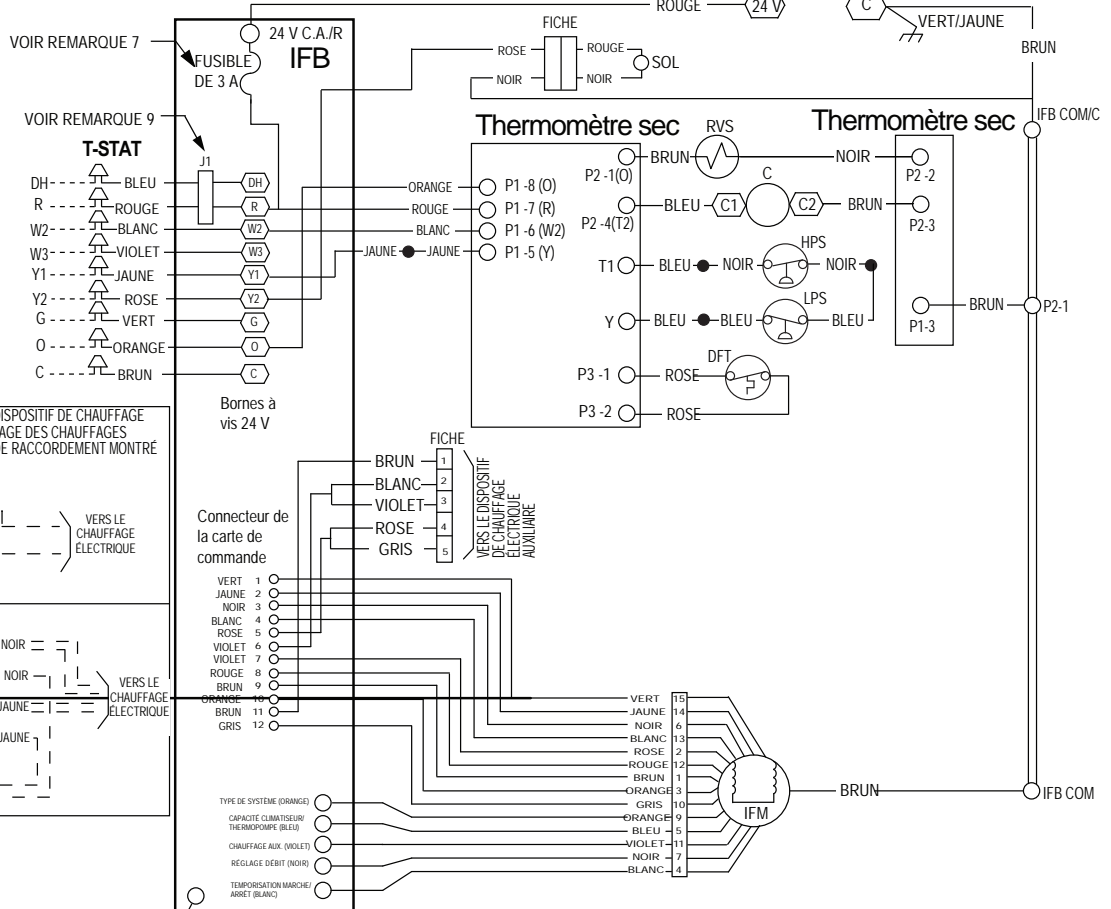 ROUGE
24 V
C
VERT/JAUNE
BRUN
VOIR REMARQUE 7
24 V C.A./R
IFB
FUSIBLE
DE 3 A
FICHE
ROSE
ROUGE
SOL
NOIR
NOIR
VOIR REMARQUE 9
IFB COM/C
T-STAT
J1
Thermomètre sec
RVS
Thermomètre sec
DH
BLEU
DH
R
ROUGE
R
W2
BLANC
W2
W3
VIOLET
W3
Y1
JAUNE
Y1
Y2
ROSE
Y2
G
VERT
G
O
ORANGE
O
C
BRUN
C
Bornes à
vis 24 V
ORANGE
P1 -8 (O)
ROUGE
P1 -7 (R)
BLANC
P1 -6 (W2)
JAUNE
JAUNE
P1 -5 (Y)
P2 -1(O)
BRUN
NOIR
P2 -2
C
P2 -4(T2)
BLEU
C1
C2
BRUN
P2-3
HPS
T1
BLEU
NOIR
NOIR
LPS
Y
BLEU
BLEU
BLEU
P1-3
BRUN
P2-1
DFT
P3 -1
ROSE
P3 -2
ROSE
ISPOSITIF DE CHAUFFAGE
AGE DES CHAUFFAGES
E RACCORDEMENT MONTRÉ
VERS LE
CHAUFFAGE
ÉLECTRIQUE
FICHE
BRUN
1
BLANC
2
VIOLET
3
ROSE
4
GRIS
5
VERS LE DISPOSITIF
DE CHAUFFAGE
ÉLECTRIQUE
AUXILIAIRE
Connecteur de
la carte de
commande
VERT 1
JAUNE 2
NOIR 3
BLANC 4
ROSE 5
VIOLET 6
VIOLET 7
ROUGE 8
BRUN 9
ORANGE 10
BRUN 11
GRIS 12
NOIR
NOIR
JAUNE
JAUNE
VERS LE
CHAUFFAGE
ÉLECTRIQUE
VERT 15
JAUNE 14
NOIR 6
BLANC 13
ROSE 2
ROUGE 12
BRUN 1
ORANGE 3
GRIS 10
ORANGE 9
BLEU 5
VIOLET 11
NOIR 7
BLANC 4
IFM
BRUN
IFB COM
TYPE DE SYSTÈME (ORANGE)
CAPACITÉ CLIMATISEUR/
THERMOPOMPE (BLEU)
CHAUFFAGE AUX. (VIOLET)
RÉGLAGE DÉBIT (NOIR)
TEMPORISATION MARCHE/
ARRÊT (BLANC)